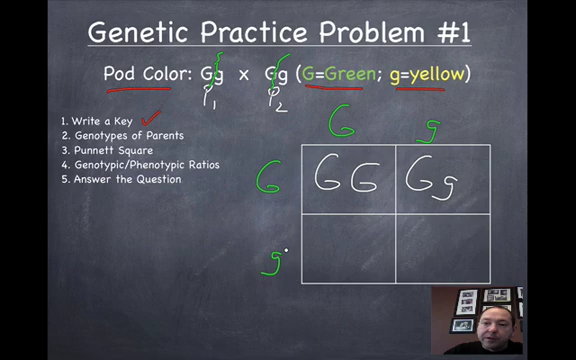 Genetic Practice Problem #1
Pod Color: Gg x Gg (G=Green; g=yellow)
P1 P2
1. Write a Key
2. Genotypes of Parents
3. Punnett Square
4. Genotypic/Phenotypic Ratios
5. Answer the Question
G g
G GG Gg
g